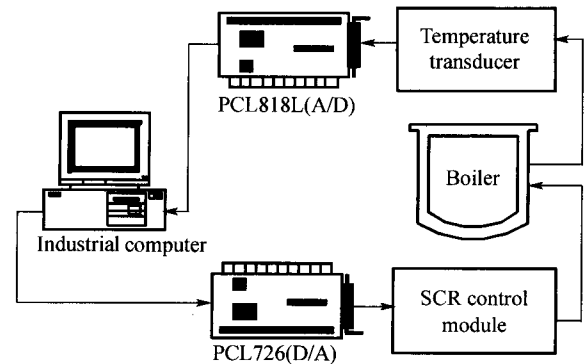 Temperature
transducer
PCL818L(A/D)
Boiler
Industrial computer
SCR control
module
PCL726(D/A)